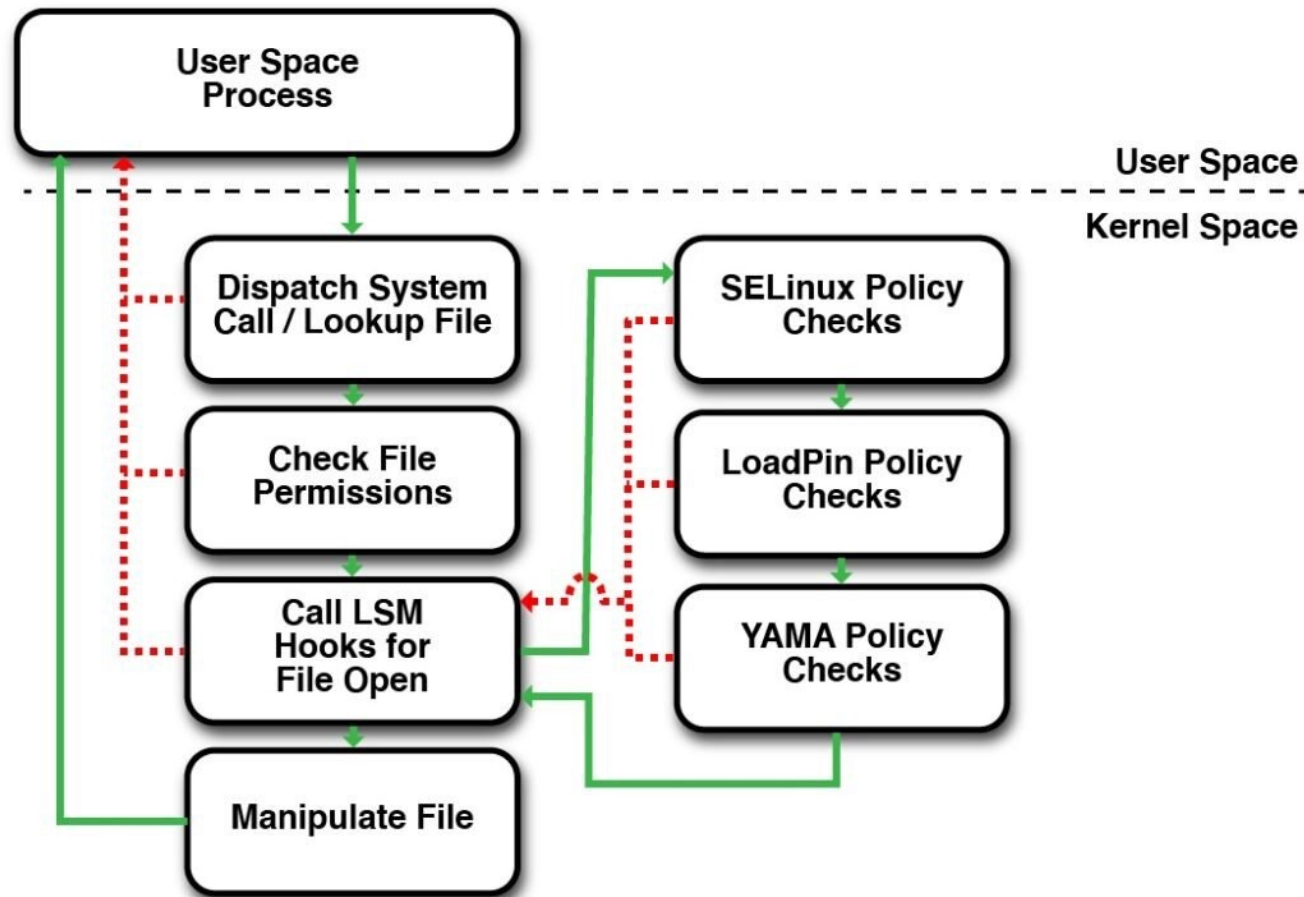 User Space
Process
User Space
Kernel Space
Dispatch System
Call / Lookup File
SELinux Policy
Checks
Check File
Permissions
LoadPin Policy
Checks
Call LSM
Hooks for
File Open
YAMA Policy
Checks
Manipulate File